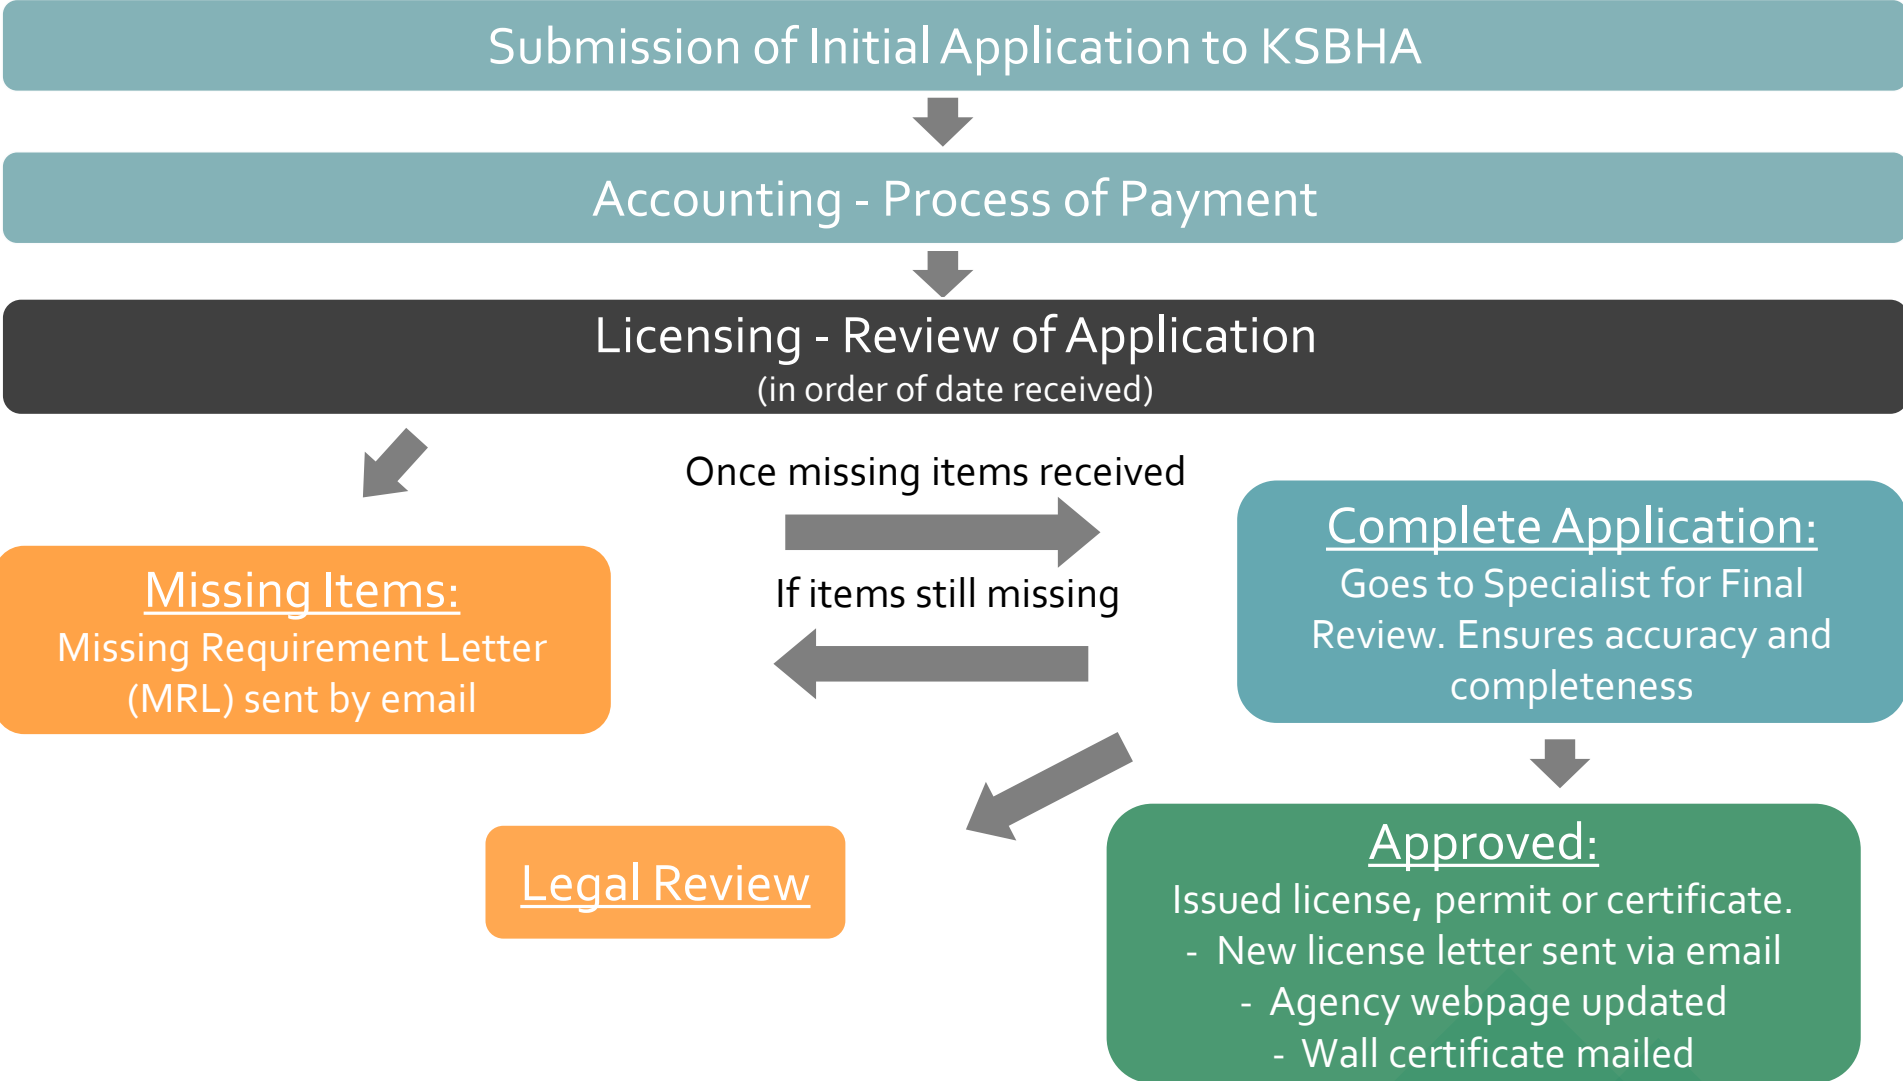 Submission of Initial Application to KSBHA
Accounting - Process of Payment
Licensing - Review of Application
(in order of date received)
Once missing items received
If items still missing
Missing Items:
Missing Requirement Letter
(MRL) sent by email
Complete Application:
Goes to Specialist for Final
Review. Ensures accuracy and
completeness
Legal Review
Approved:
Issued license, permit or certificate.
- New license letter sent via email
- Agency webpage updated
- Wall certificate mailed